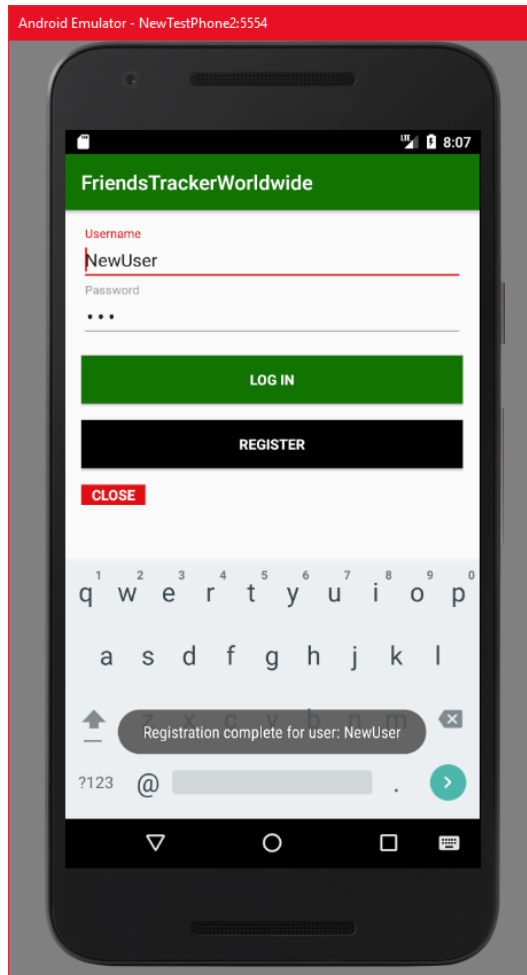 Android Emulator - NewTestPhone2:5554
LTE 8:07
FriendsTrackerWorldwide
Username
NewUser
Password
•••
LOG IN
REGISTER
CLOSE
1 2 3 4 5 6 7 8 9 0
q w e r t y u i o p
a s d f g h j k l
z x c v b n m
Registration complete for user: NewUser
?123 @ .